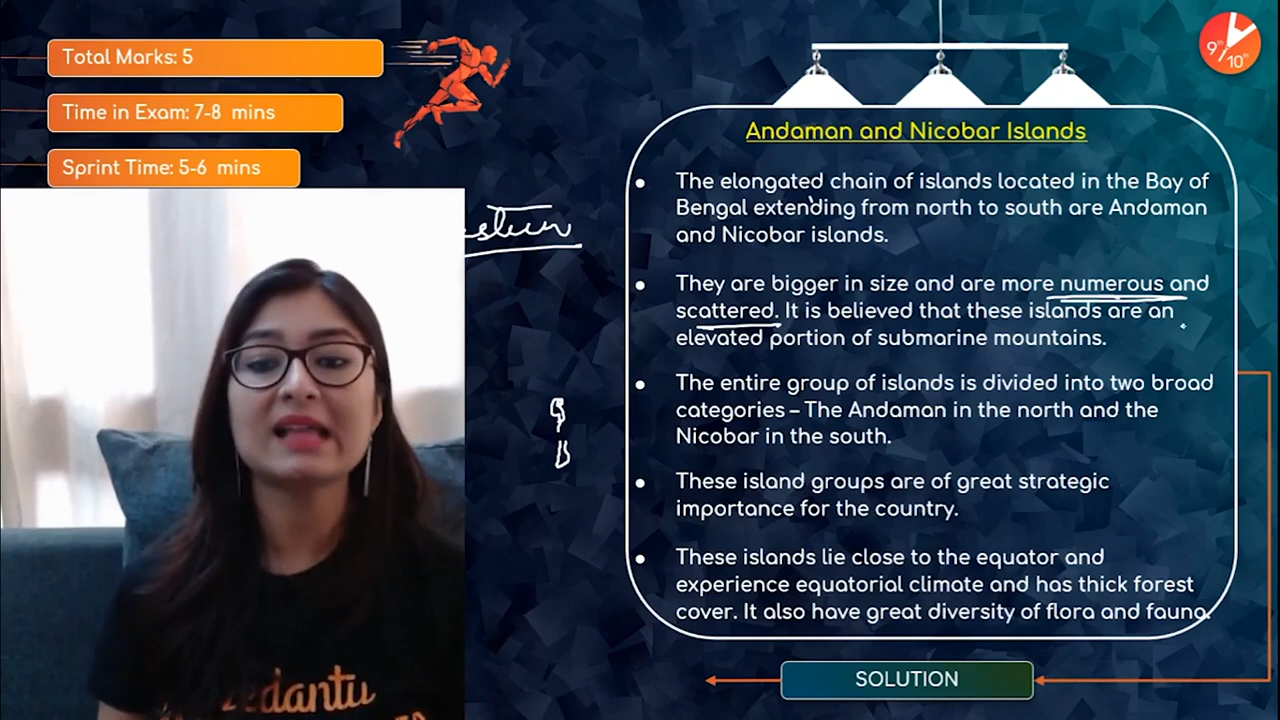 Total Marks: 5
Time in Exam: 7-8 mins
Sprint Time: 5-6 mins
9th
10th
Andaman and Nicobar Islands
• The elongated chain of islands located in the Bay of
Bengal extending from north to south are Andaman
and Nicobar islands.
• They are bigger in size and are more numerous and
scattered. It is believed that these islands are an
elevated portion of submarine mountains.
• The entire group of islands is divided into two broad
categories – The Andaman in the north and the
Nicobar in the south.
• These island groups are of great strategic
importance for the country.
• These islands lie close to the equator and
experience equatorial climate and has thick forest
cover. It also have great diversity of flora and fauna.
SOLUTION